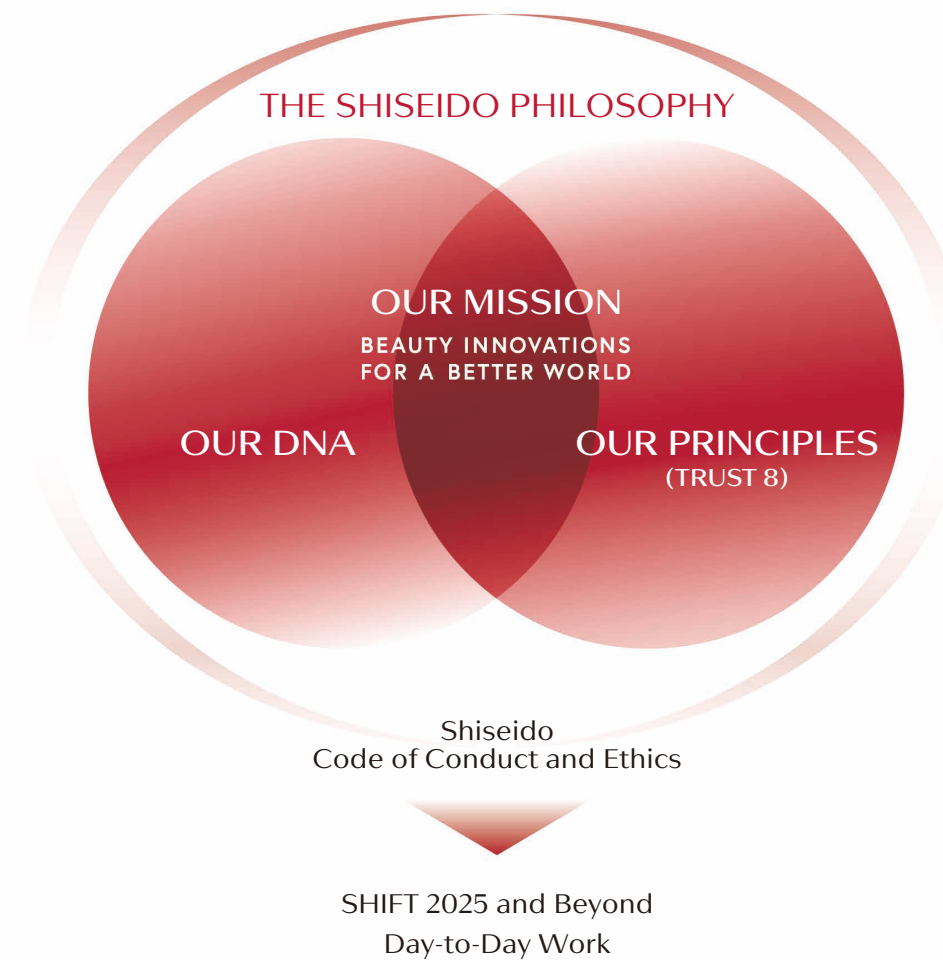 THE SHISEIDO PHILOSOPHY
OUR MISSION
BEAUTY INNOVATIONS
FOR A BETTER WORLD
OUR DNA
OUR PRINCIPLES
(TRUST 8)
Shiseido
Code of Conduct and Ethics
SHIFT 2025 and Beyond
Day-to-Day Work